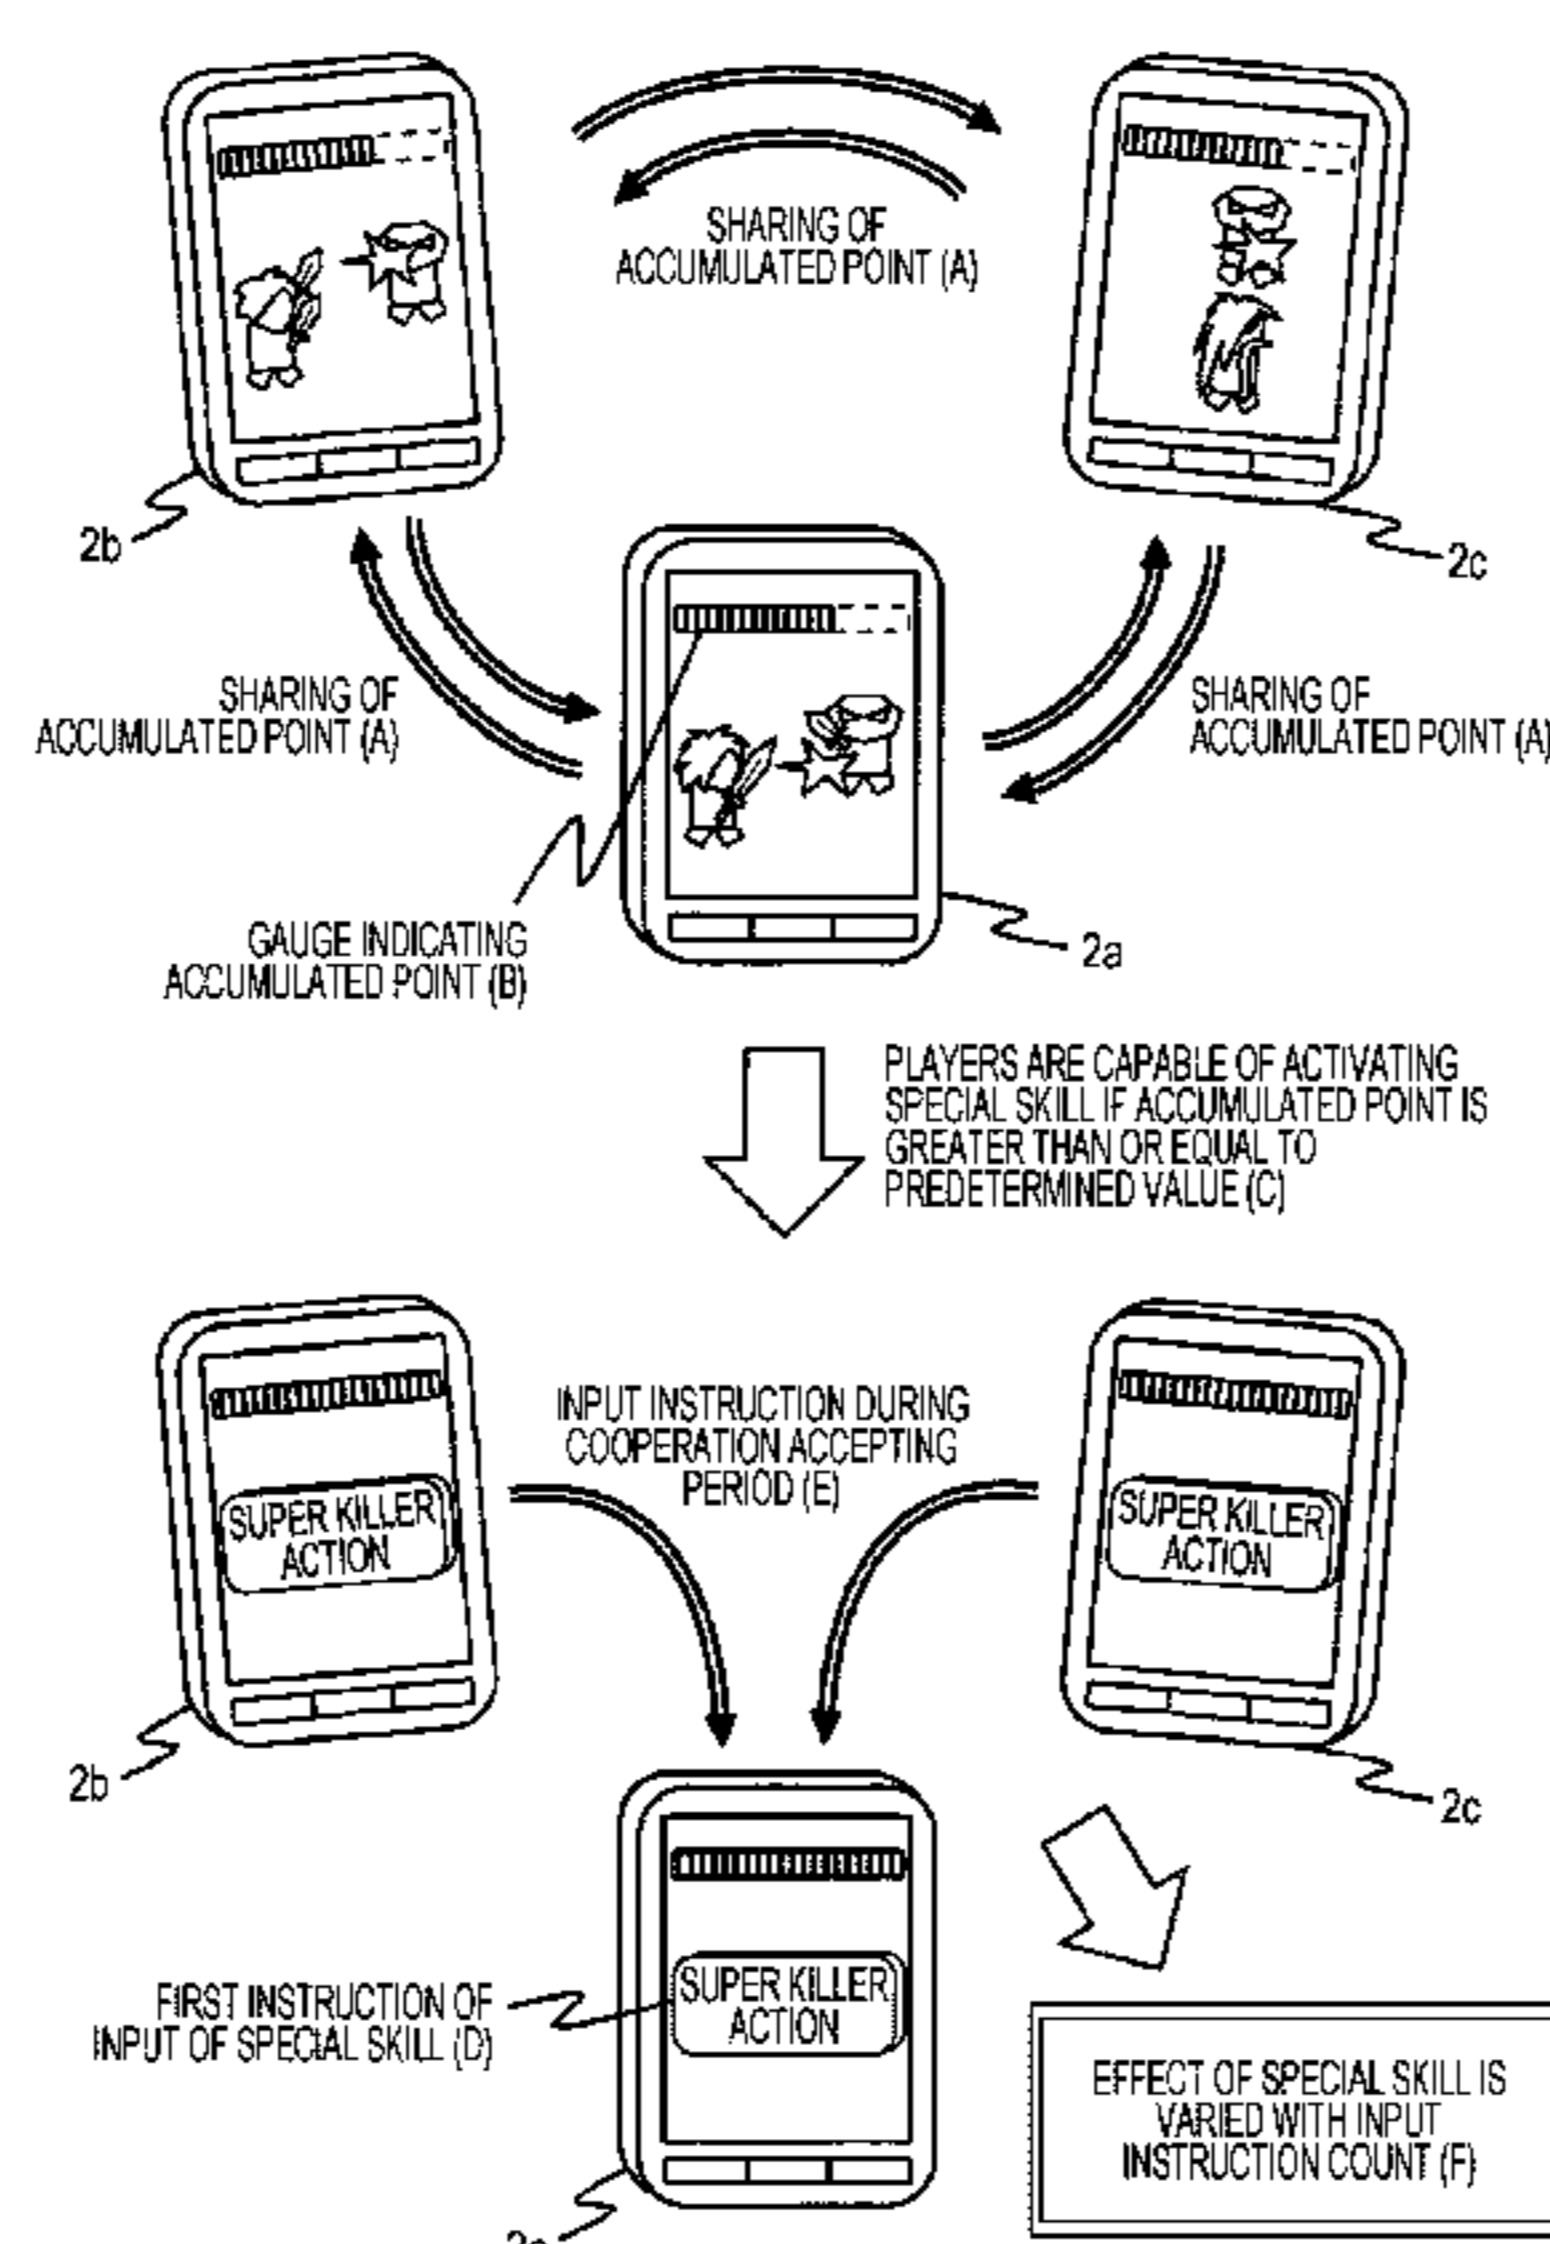 SHARING OF
ACCUMULATED POINT (A)
2b
2c
SHARING OF
ACCUMULATED POINT (A)
SHARING OF
ACCUMULATED POINT (A)
GAUGE INDICATING
ACCUMULATED POINT (B)
2a
PLAYERS ARE CAPABLE OF ACTIVATING
SPECIAL SKILL IF ACCUMULATED POINT IS
GREATER THAN OR EQUAL TO
PREDETERMINED VALUE (C)
INPUT INSTRUCTION DURING
COOPERATION ACCEPTING
PERIOD (E)
SUPER KILLER
ACTION
SUPER KILLER
ACTION
2b
2c
FIRST INSTRUCTION OF
INPUT OF SPECIAL SKILL (D)
SUPER KILLER
ACTION
EFFECT OF SPECIAL SKILL IS
VARIED WITH INPUT
INSTRUCTION COUNT (F)